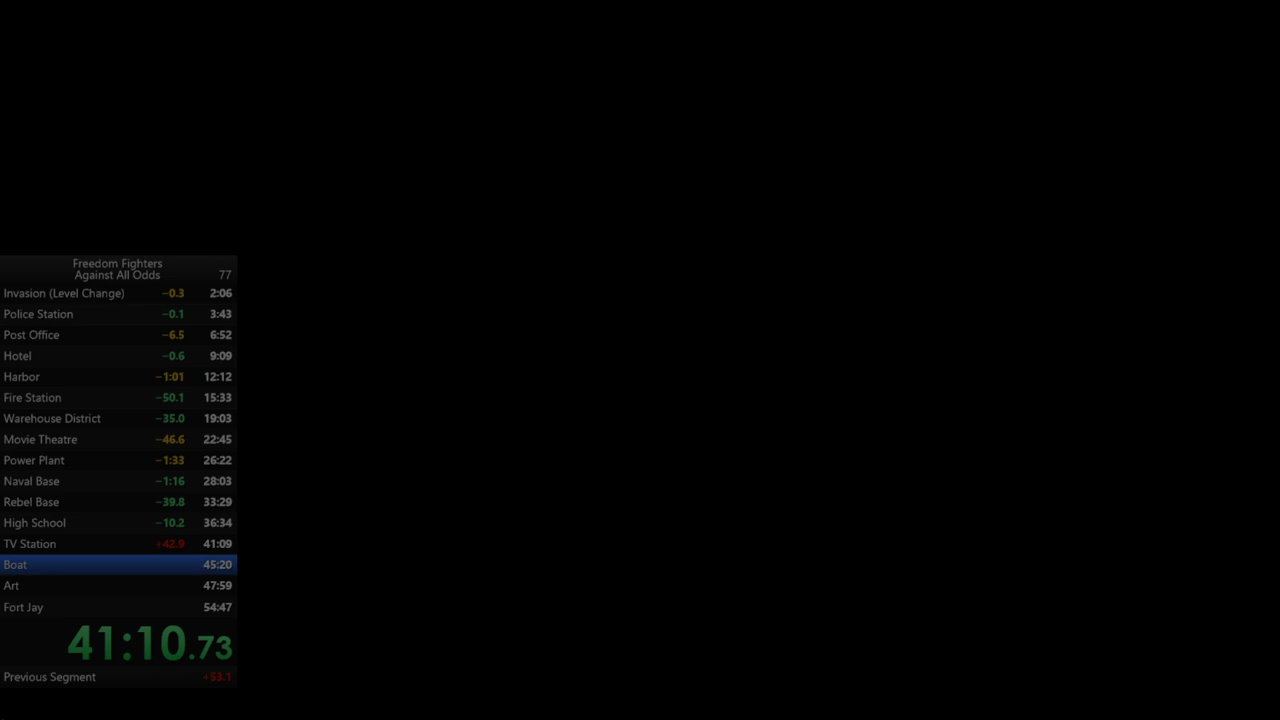 Freedom Fighters
Against All Odds 77
Invasion (Level Change) −0.3 2:06
Police Station −0.1 3:43
Post Office −6.5 6:52
Hotel −0.6 9:09
Harbor −1:01 12:12
Fire Station −50.1 15:33
Warehouse District −35.0 19:03
Movie Theatre −46.6 22:45
Power Plant −1:33 26:22
Naval Base −1:16 28:03
Rebel Base −39.8 33:29
High School −10.2 36:34
TV Station +42.9 41:09
Boat 45:20
Art 47:59
Fort Jay 54:47
41:10.73
Previous Segment +53.1